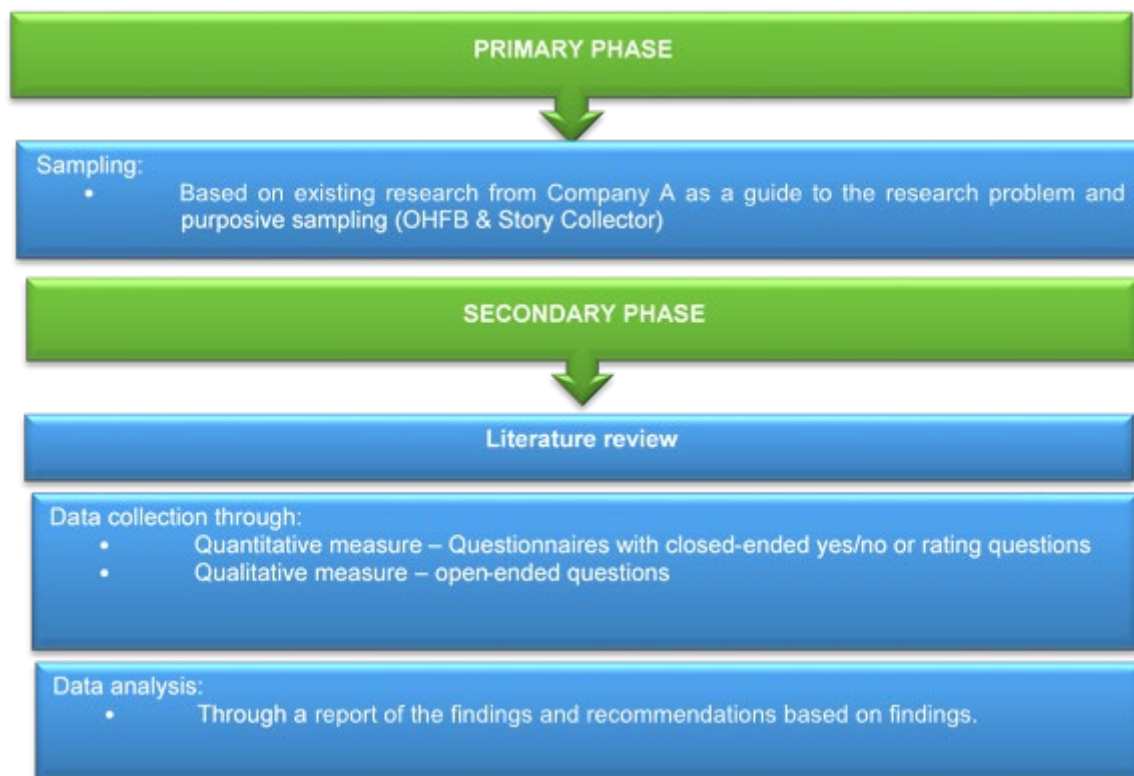 PRIMARY PHASE
Sampling:
• Based on existing research from Company A as a guide to the research problem and
purposive sampling (OHFB & Story Collector)
SECONDARY PHASE
Literature review
Data collection through:
• Quantitative measure – Questionnaires with closed-ended yes/no or rating questions
• Qualitative measure – open-ended questions
Data analysis:
• Through a report of the findings and recommendations based on findings.